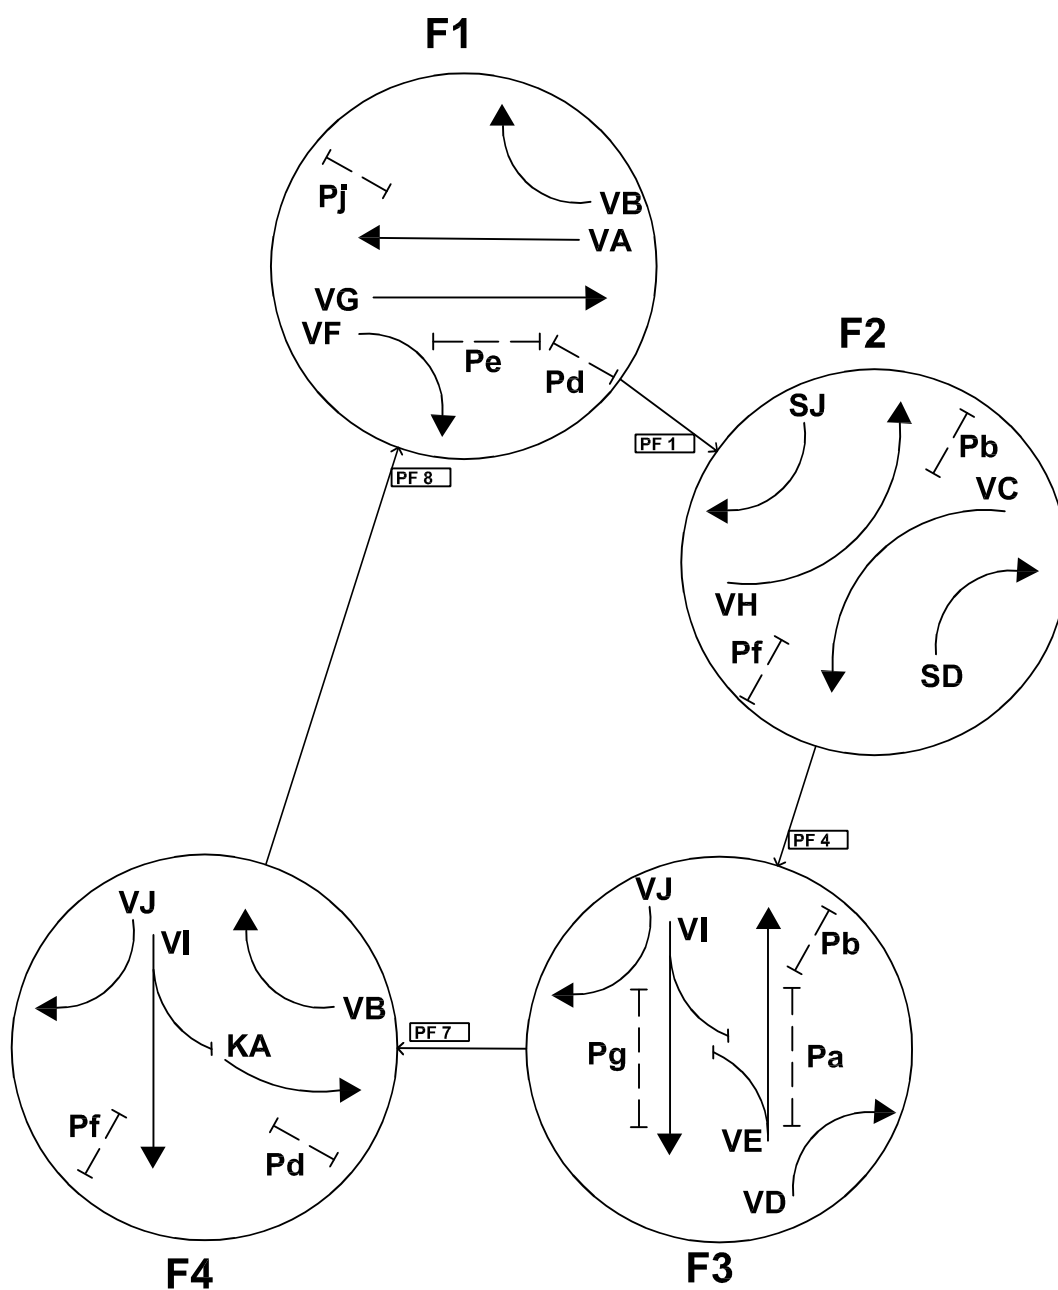 F1
VB
Pj
VA
VG
VF
Pe
Pd
F2
PF 1
SJ
Pb
VC
VH
Pf
SD
PF 8
PF 4
VJ
VI
VB
KA
Pf
Pd
F4
PF 7
VJ
VI
Pb
Pg
Pa
VE
VD
F3